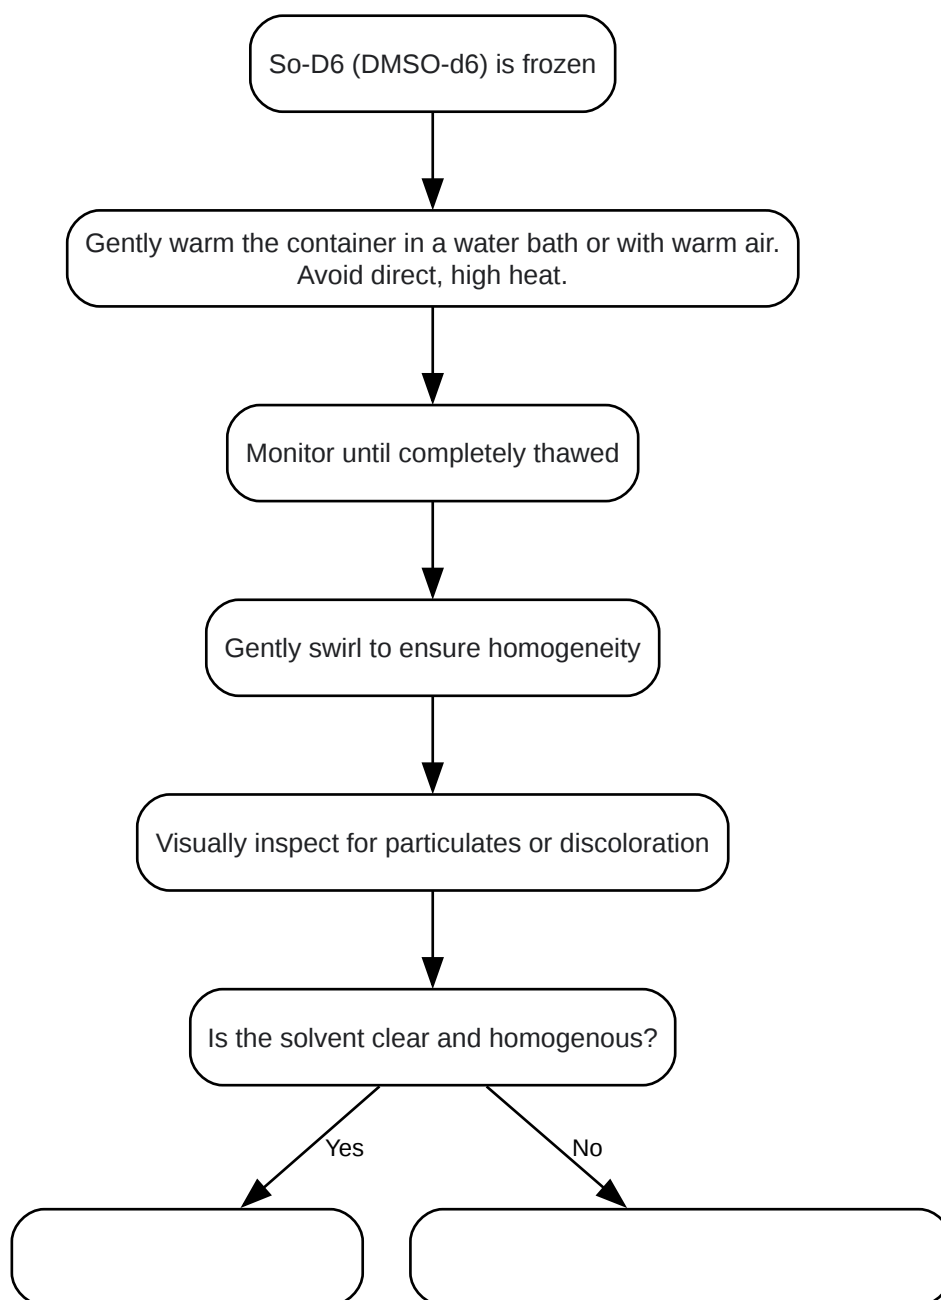 So-D6 (DMSO-d6) is frozen
Gently warm the container in a water bath or with warm air.
Avoid direct, high heat.
Monitor until completely thawed
Gently swirl to ensure homogeneity
Visually inspect for particulates or discoloration
Is the solvent clear and homogenous?
Yes
No